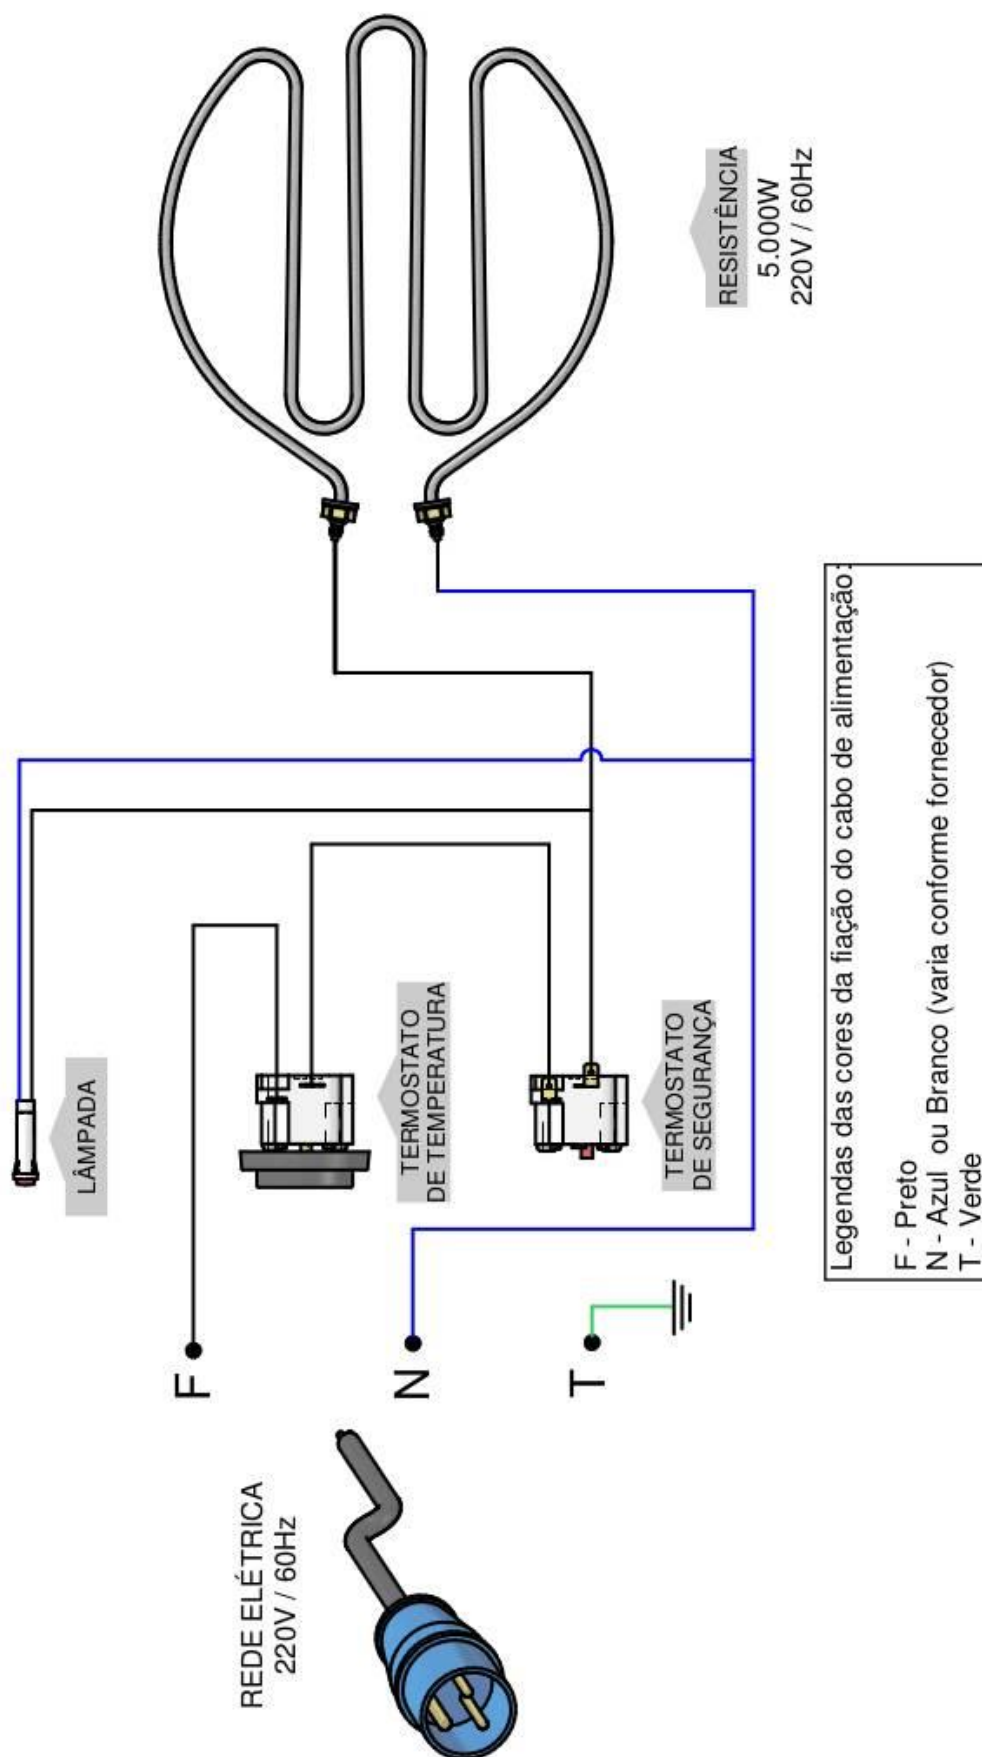 REDE ELÉTRICA
220V / 60Hz
F
N
T
LÂMPADA
TERMOSTATO
DE TEMPERATURA
TERMOSTATO
DE SEGURANÇA
RESISTÊNCIA
5.000W
220V / 60Hz
Legendas das cores da fiação do cabo de alimentação:
F - Preto
N - Azul ou Branco (varia conforme fornecedor)
T - Verde